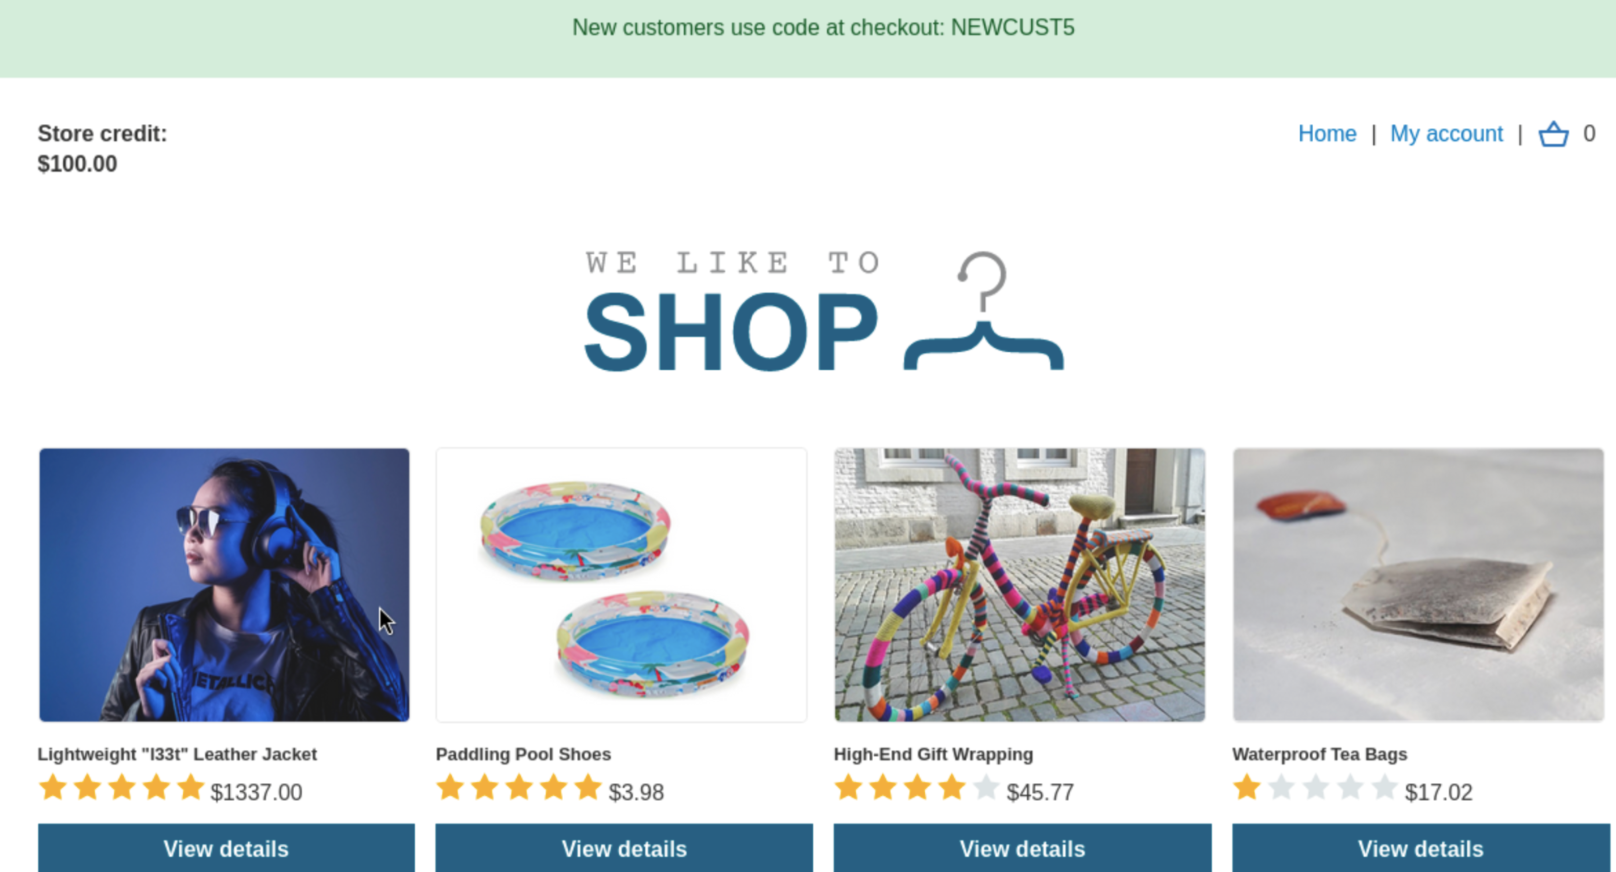 New customers use code at checkout: NEWCUST5
Store credit:
$100.00
Home | My account | 0
WE LIKE TO
SHOP
METALLICA
Lightweight "l33t" Leather Jacket
$1337.00
View details
Paddling Pool Shoes
$3.98
View details
High-End Gift Wrapping
$45.77
View details
Waterproof Tea Bags
$17.02
View details